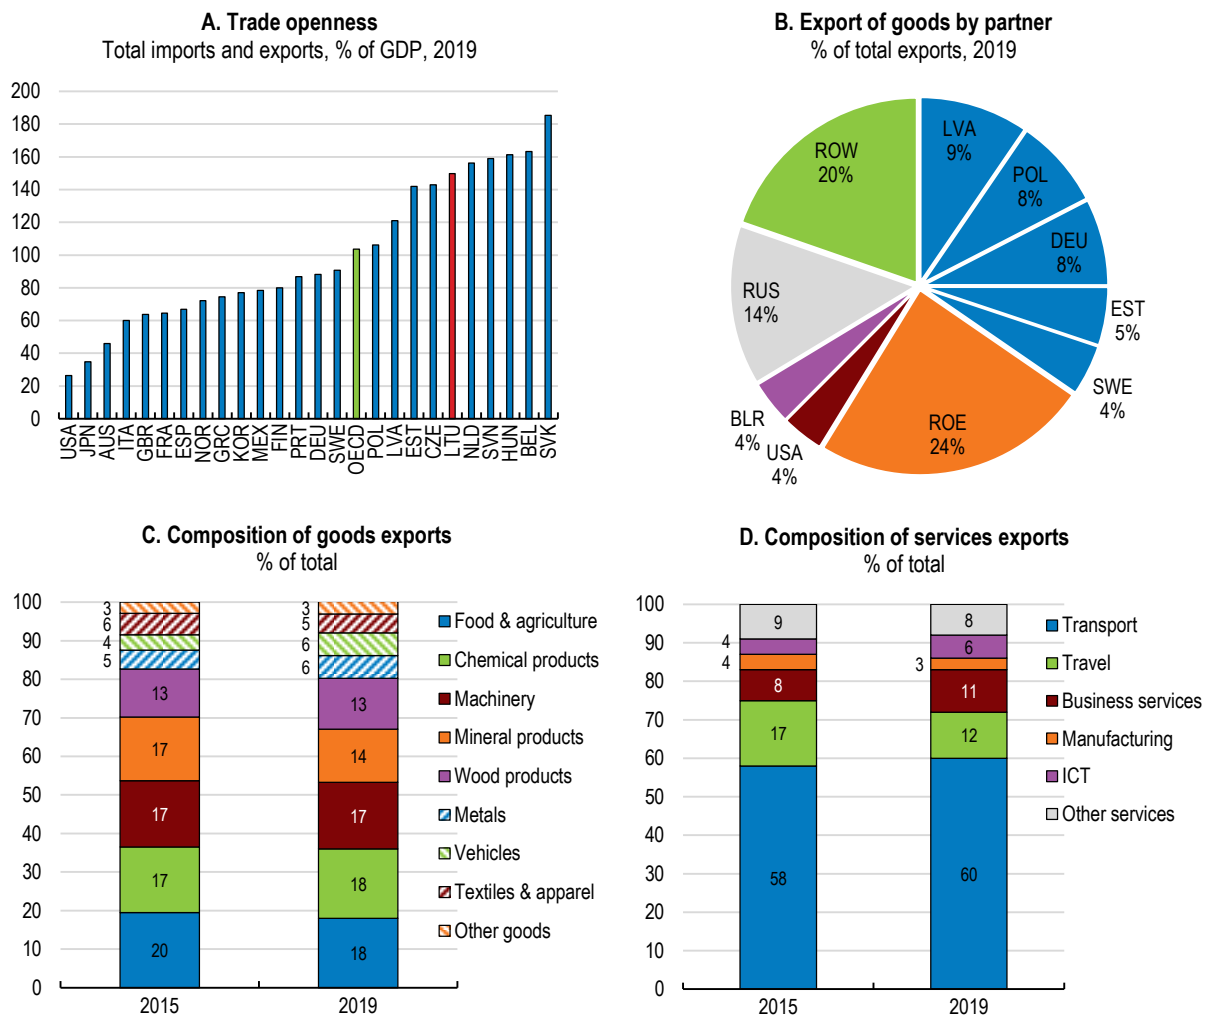 A. Trade openness
Total imports and exports, % of GDP, 2019
200
180
160
140
120
100
80
60
40
20
0
USA
JPN
AUS
ITA
GBR
FRA
ESP
NOR
GRC
KOR
MEX
FIN
PRT
DEU
SWE
OECD
POL
LVA
EST
CZE
LTU
NLD
SVN
HUN
BEL
SVK
B. Export of goods by partner
% of total exports, 2019
LVA
9%
POL
8%
DEU
8%
EST
5%
SWE
4%
ROE
24%
USA
4%
BLR
4%
RUS
14%
ROW
20%
C. Composition of goods exports
% of total
100
90
80
70
60
50
40
30
20
10
0
3
6
4
5
13
17
17
17
20
3
5
6
6
13
14
17
18
18
2015
2019
Food & agriculture
Chemical products
Machinery
Mineral products
Wood products
Metals
Vehicles
Textiles & apparel
Other goods
D. Composition of services exports
% of total
100
90
80
70
60
50
40
30
20
10
0
9
4
4
8
17
58
8
6
3
11
12
60
2015
2019
Transport
Travel
Business services
Manufacturing
ICT
Other services